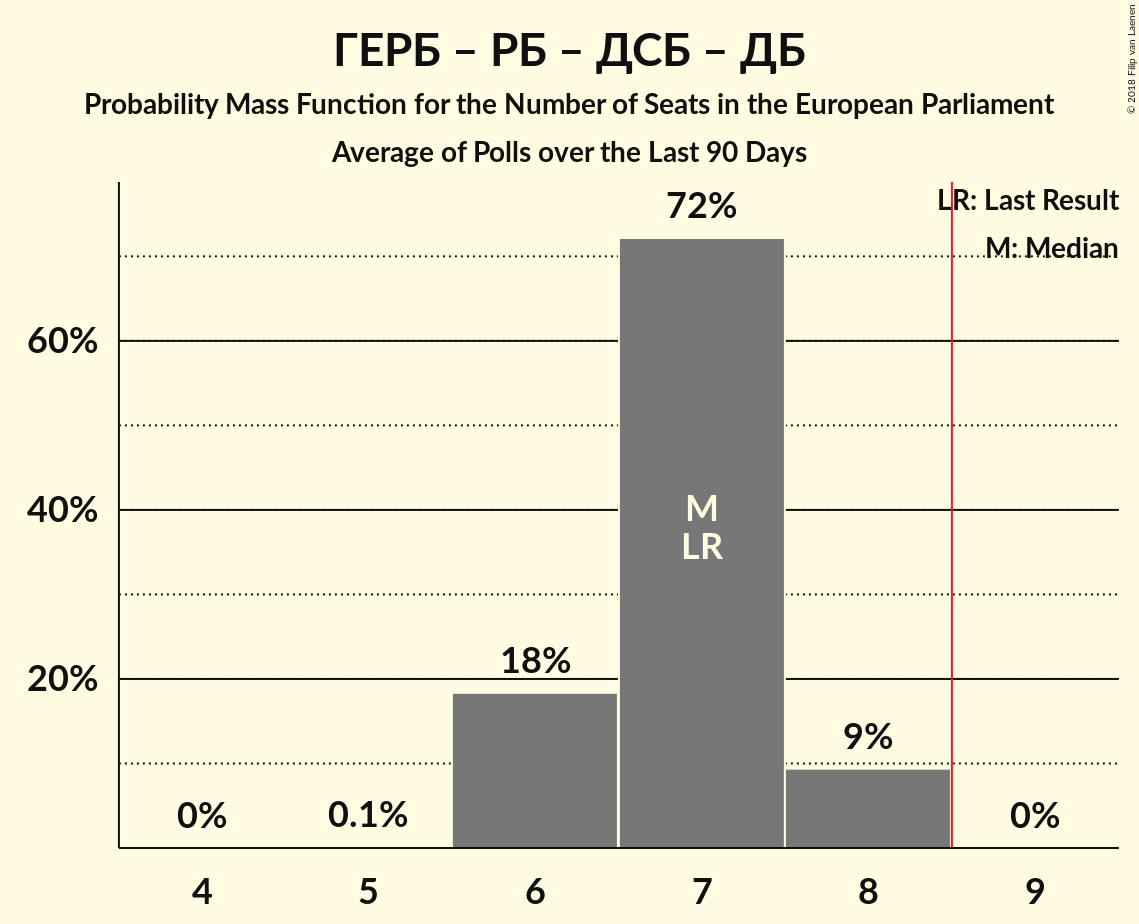 ГЕРБ – РБ – ДСБ – ДБ
Probability Mass Function for the Number of Seats in the European Parliament
Average of Polls over the Last 90 Days
© 2018 Filip van Laenen
LR: Last Result
M: Median
72%
60%
40%
M
LR
18%
20%
9%
0%
0.1%
0%
4 5 6 7 8 9